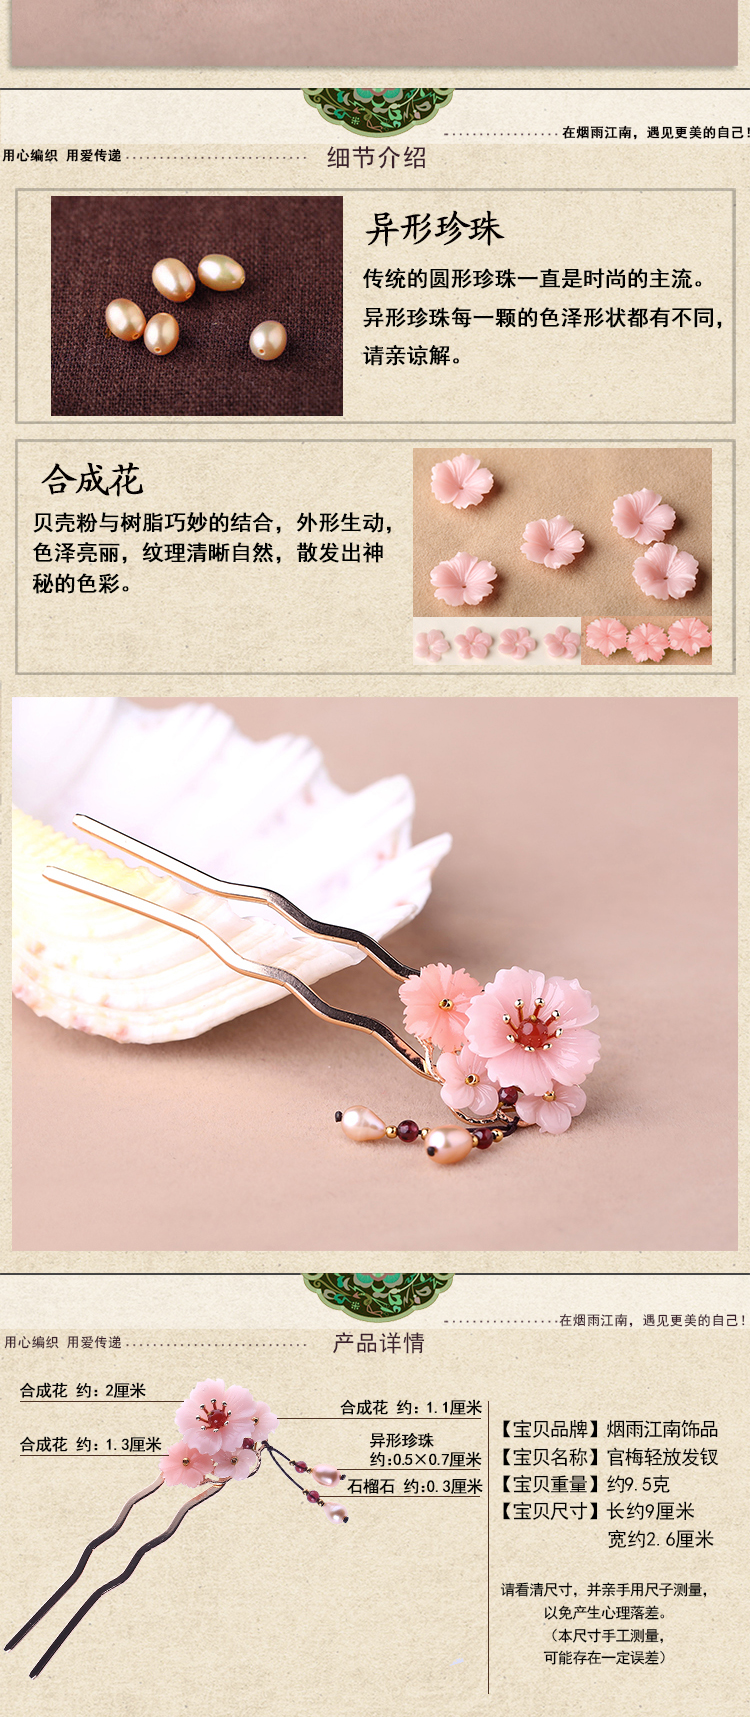 在烟雨江南，遇见更美的自己！
用心编织 用爱传递
细节介绍
异形珍珠
传统的圆形珍珠一直是时尚的主流。
异形珍珠每一颗的色泽形状都有不同，
请亲谅解。
合成花
贝壳粉与树脂巧妙的结合，外形生动，
色泽亮丽，纹理清晰自然，散发出神
秘的色彩。
在烟雨江南，遇见更美的自己！
用心编织 用爱传递
产品详情
合成花 约：2厘米
合成花 约：1.1厘米
合成花 约：1.3厘米
异形珍珠
约:0.5×0.7厘米
石榴石 约:0.3厘米
【宝贝品牌】烟雨江南饰品
【宝贝名称】官梅轻放发钗
【宝贝重量】约9.5克
【宝贝尺寸】长约9厘米
宽约2.6厘米
请看清尺寸，并亲手用尺子测量，
以免产生心理落差。
（本尺寸手工测量，
可能存在一定误差）